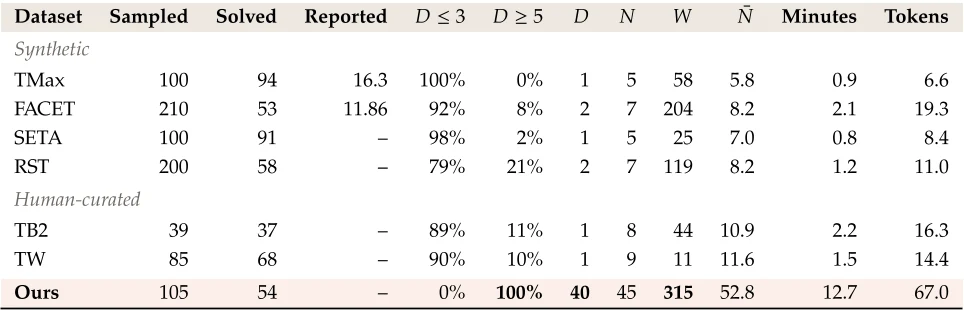 Dataset Sampled Solved Reported D ≤ 3 D ≥ 5 D N W N̄ Minutes Tokens
Synthetic
TMax 100 94 16.3 100% 0% 1 5 58 5.8 0.9 6.6
FACET 210 53 11.86 92% 8% 2 7 204 8.2 2.1 19.3
SETA 100 91 – 98% 2% 1 5 25 7.0 0.8 8.4
RST 200 58 – 79% 21% 2 7 119 8.2 1.2 11.0
Human-curated
TB2 39 37 – 89% 11% 1 8 44 10.9 2.2 16.3
TW 85 68 – 90% 10% 1 9 11 11.6 1.5 14.4
Ours 105 54 – 0% 100% 40 45 315 52.8 12.7 67.0